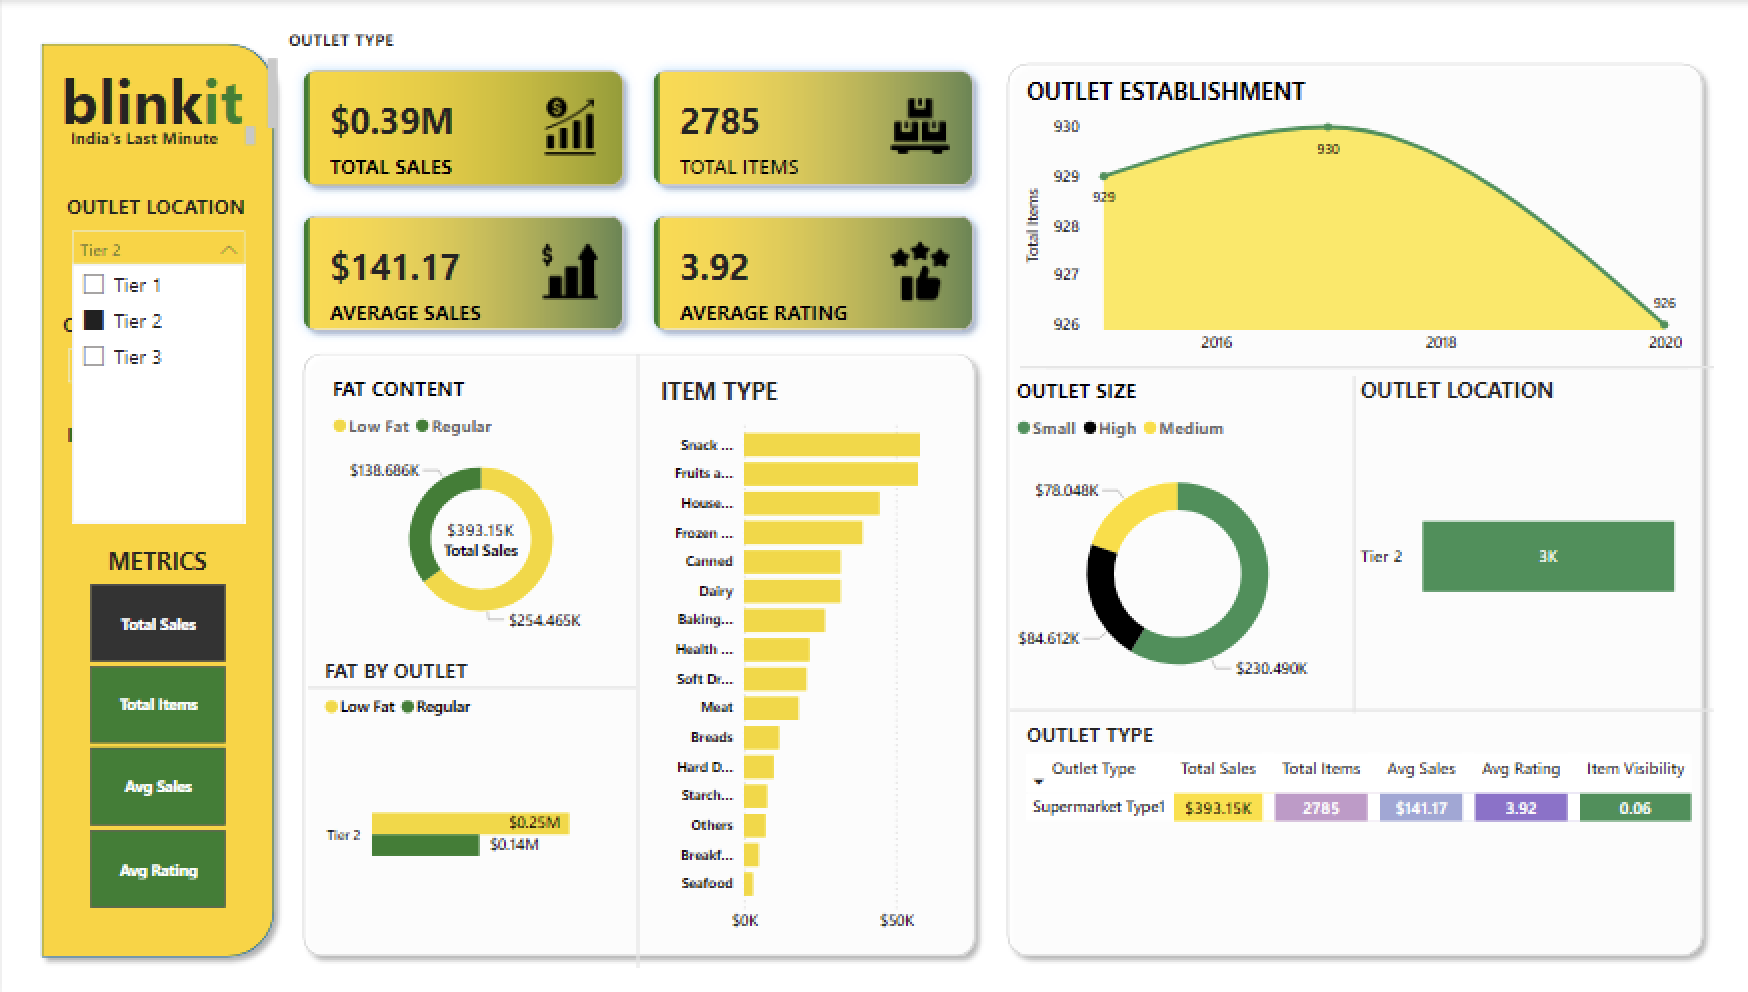 OUTLET TYPE
blinkit
India's Last Minute
OUTLET LOCATION
Tier 2
Tier 1
Tier 2
Tier 3
METRICS
Total Sales
Total Items
Avg Sales
Avg Rating
$0.39M
TOTAL SALES
2785
TOTAL ITEMS
$141.17
AVERAGE SALES
3.92
AVERAGE RATING
FAT CONTENT
Low Fat Regular
$138.686K
$393.15K
Total Sales
$254.465K
FAT BY OUTLET
Low Fat Regular
Tier 2
$0.25M
$0.14M
ITEM TYPE
Snack ...
Fruits a...
House...
Frozen ...
Canned
Dairy
Baking...
Health ...
Soft Dr...
Meat
Breads
Hard D...
Starch...
Others
Breakf...
Seafood
$0K $50K
OUTLET ESTABLISHMENT
Total Items
930
929
928
927
926
929
930
926
2016 2018 2020
OUTLET SIZE
Small High Medium
$78.048K
$84.612K
$230.490K
OUTLET LOCATION
Tier 2 3K
OUTLET TYPE
Outlet Type Total Sales Total Items Avg Sales Avg Rating Item Visibility
Supermarket Type1 $393.15K 2785 $141.17 3.92 0.06